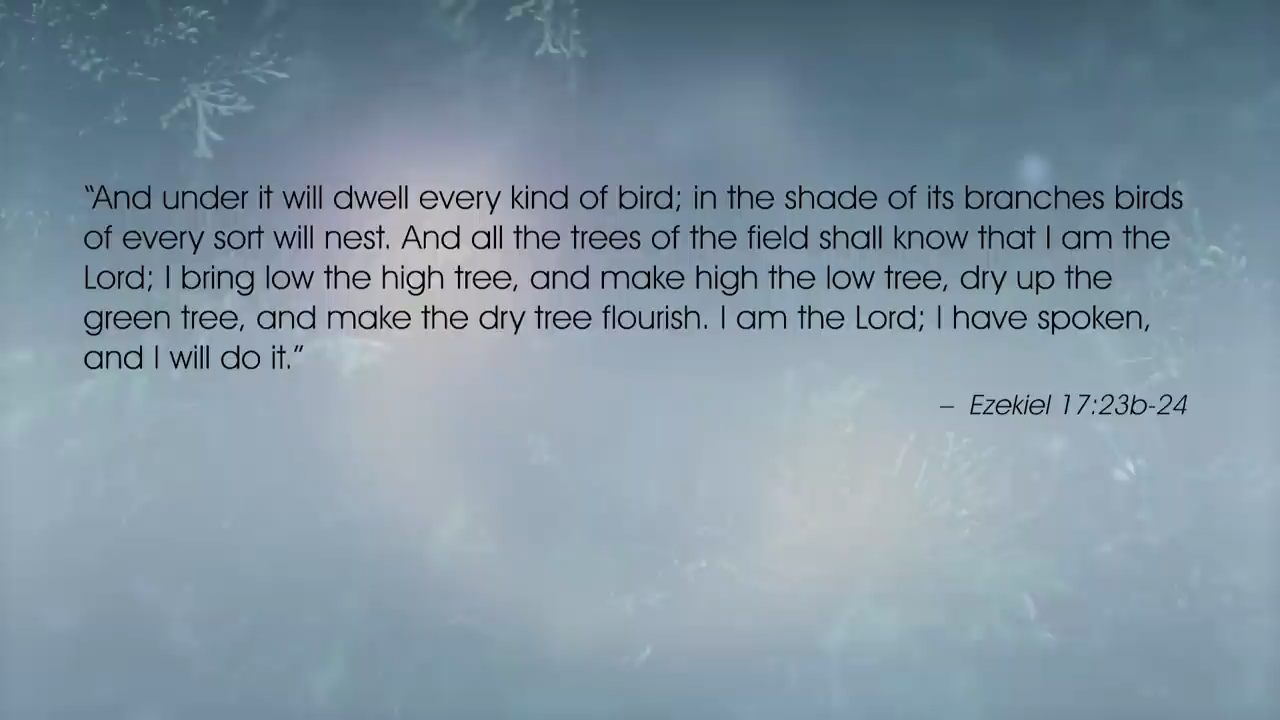 “And under it will dwell every kind of bird; in the shade of its branches birds
of every sort will nest. And all the trees of the field shall know that I am the
Lord; I bring low the high tree, and make high the low tree, dry up the
green tree, and make the dry tree flourish. I am the Lord; I have spoken,
and I will do it.”
– Ezekiel 17:23b-24